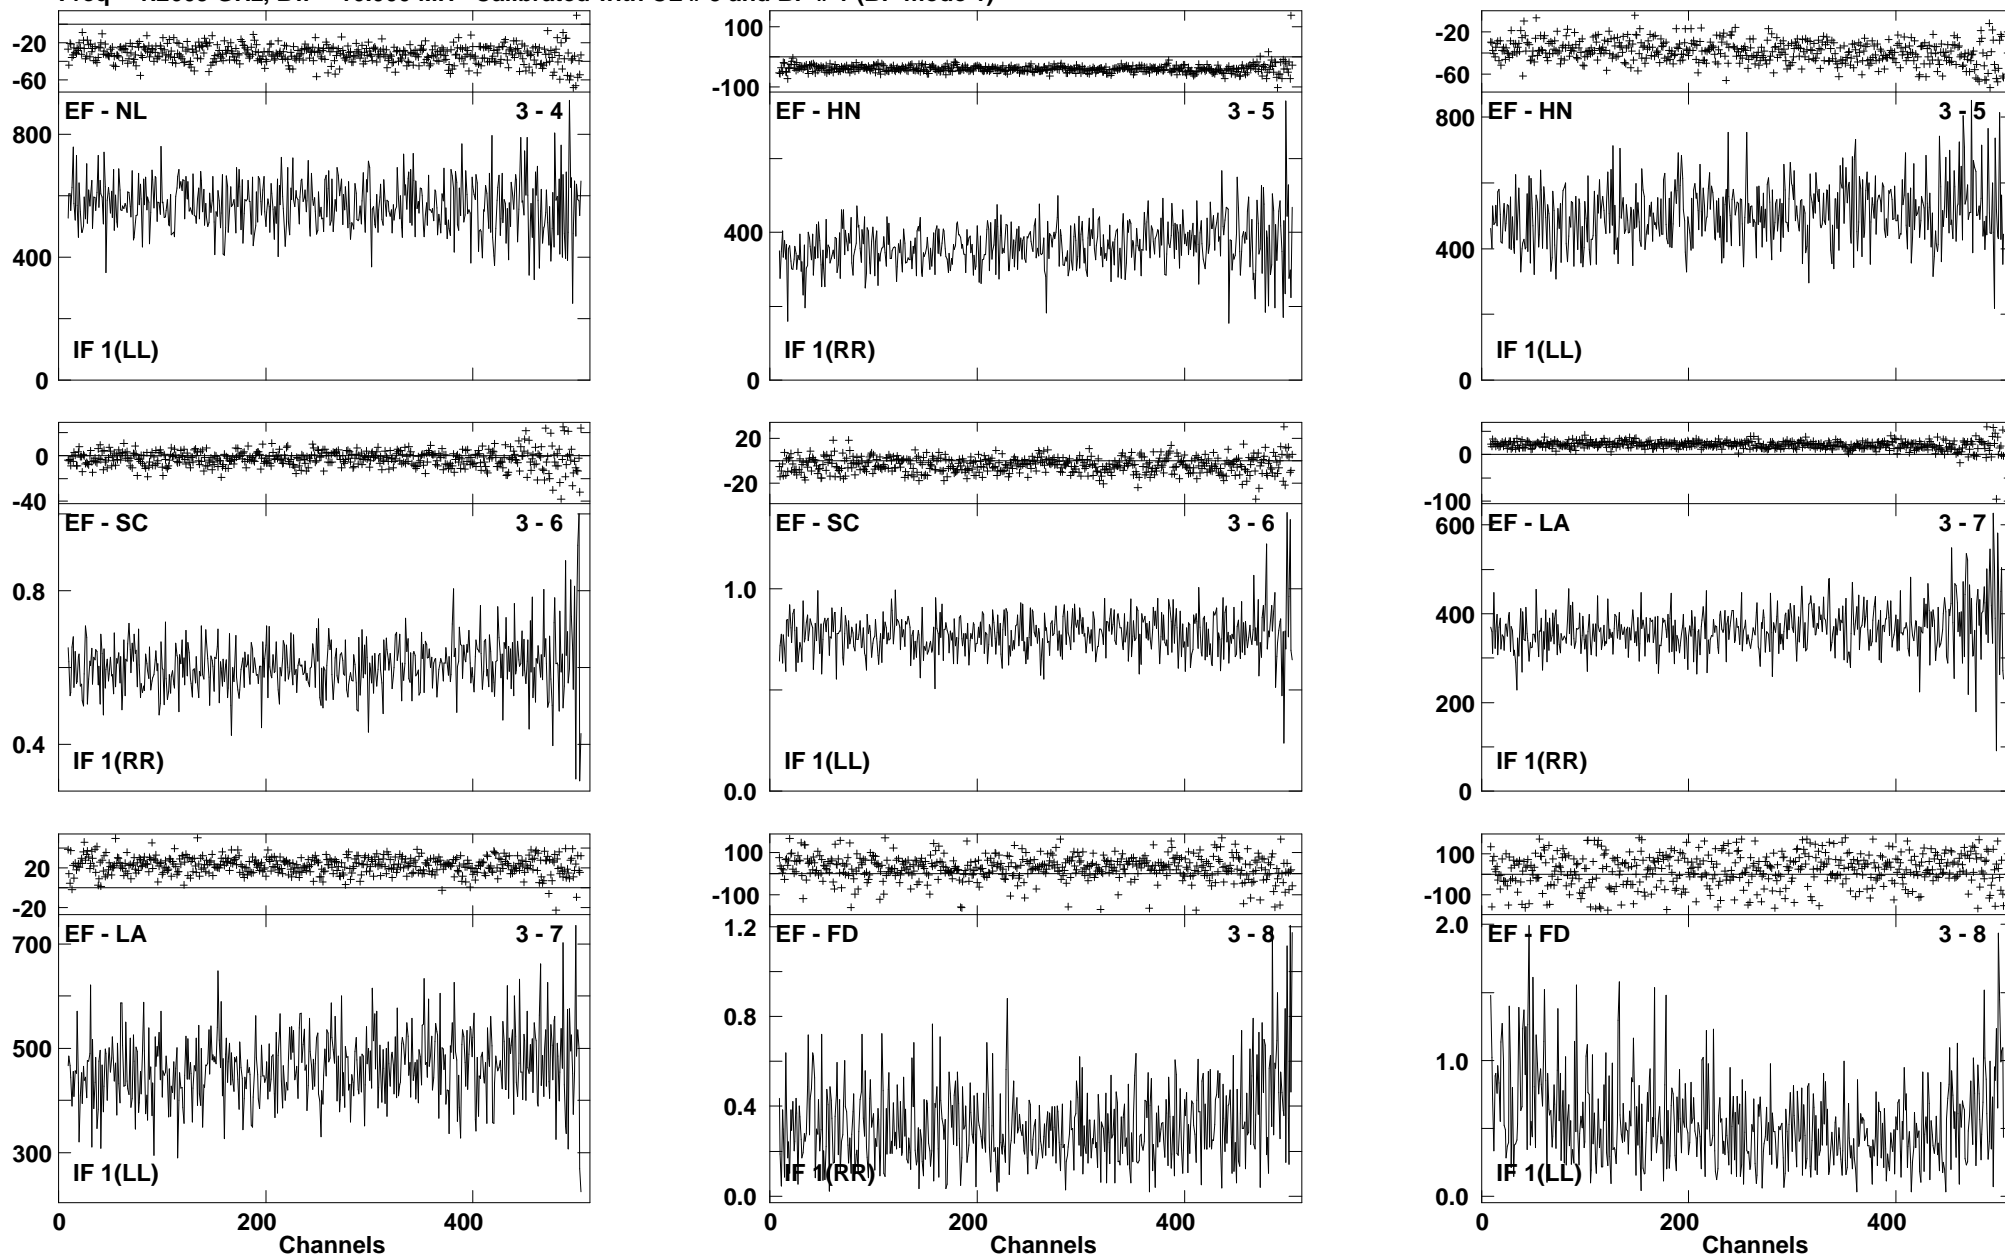 -20
-60
EF - NL 3 - 4
800
400
0
IF 1(LL)
100
-100
EF - HN 3 - 5
400
0
IF 1(RR)
-20
-60
EF - HN 3 - 5
800
400
0
IF 1(LL)
0
-40
EF - SC 3 - 6
0.8
0.4
IF 1(RR)
20
-20
EF - SC 3 - 6
1.0
0.0
IF 1(LL)
0
-100
EF - LA 3 - 7
600
400
200
0
IF 1(RR)
20
-20
EF - LA 3 - 7
700
500
300
IF 1(LL)
0 200 400
Channels
100
-100
EF - FD 3 - 8
1.2
0.8
0.4
0.0
IF 1(RR)
0 200 400
Channels
100
-100
EF - FD 3 - 8
2.0
1.0
0.0
IF 1(LL)
0 200 400
Channels